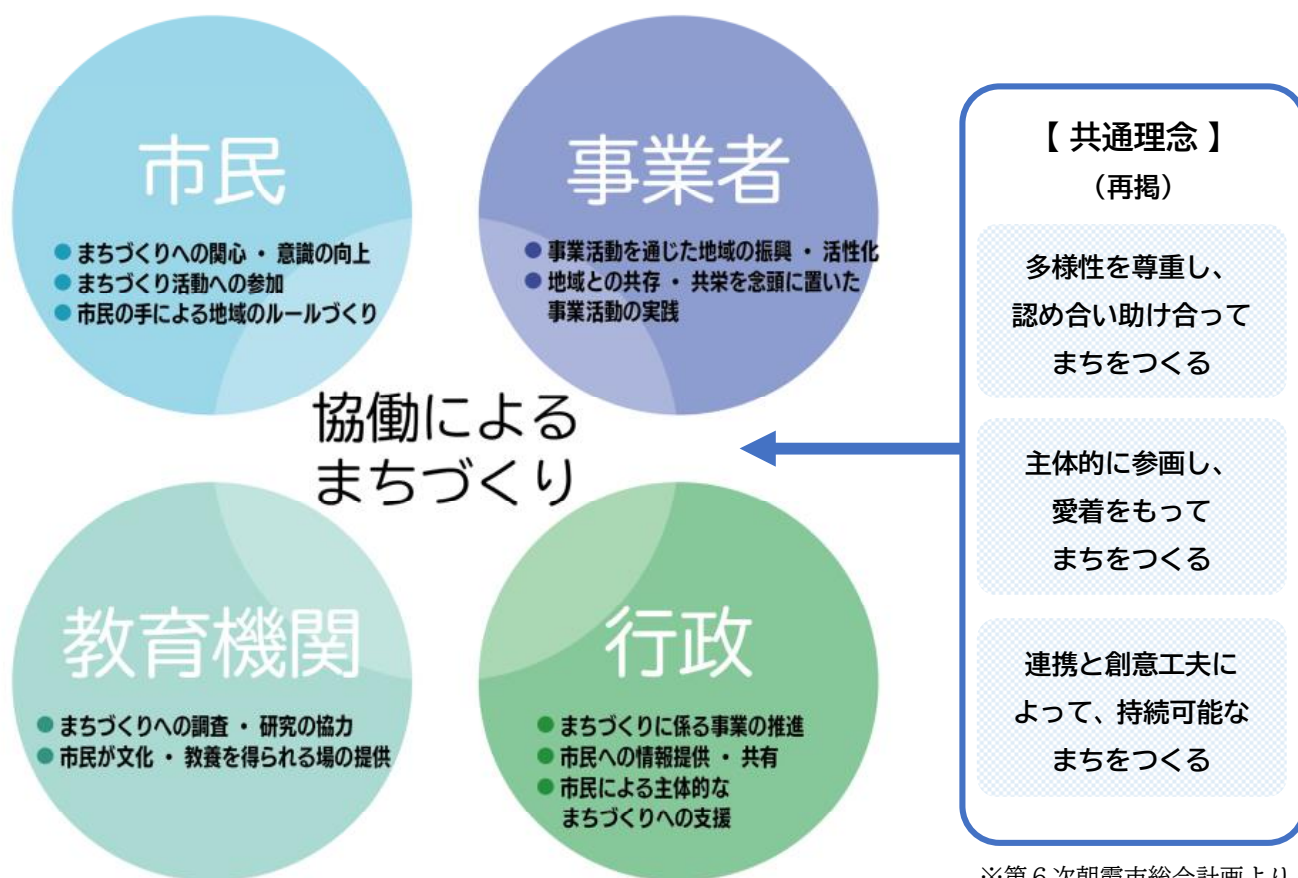 市民
● まちづくりへの関心 ・ 意識の向上
● まちづくり活動への参加
● 市民の手による地域のルールづくり
事業者
● 事業活動を通じた地域の振興 ・ 活性化
● 地域との共存 ・ 共栄を念頭に置いた
事業活動の実践
協働による
まちづくり
教育機関
● まちづくりへの調査 ・ 研究の協力
● 市民が文化 ・ 教養を得られる場の提供
行政
● まちづくりに係る事業の推進
● 市民への情報提供 ・ 共有
● 市民による主体的な
まちづくりへの支援
【 共通理念 】
（再掲）
多様性を尊重し、
認め合い助け合って
まちをつくる
主体的に参画し、
愛着をもって
まちをつくる
連携と創意工夫に
よって、持続可能な
まちをつくる
※第６次朝霞市総合計画より